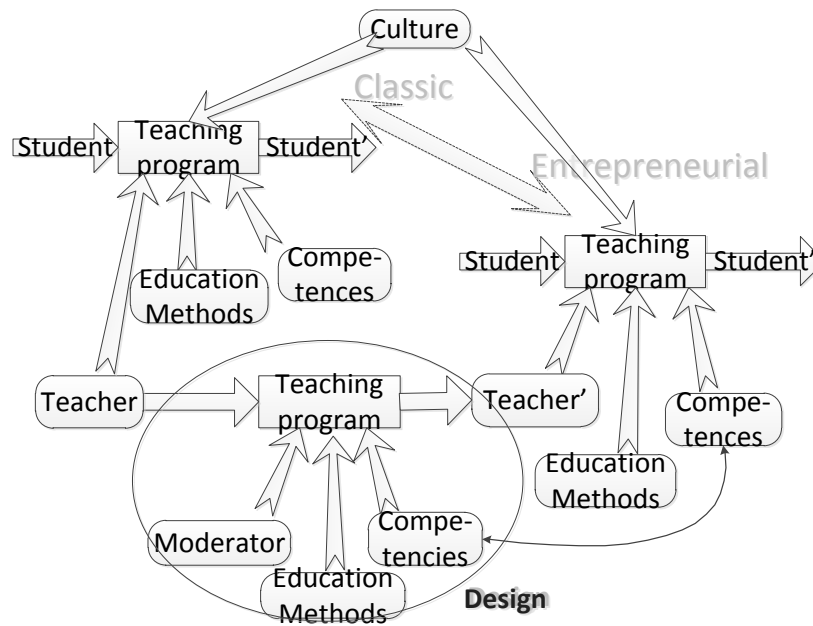 Culture
Classic
Student
Teaching
program
Student'
Entrepreneurial
Student
Teaching
program
Student'
Education
Methods
Compe-
tences
Teacher
Teaching
program
Teacher’
Compe-
tences
Education
Methods
Moderator
Education
Methods
Compe-
tencies
Design